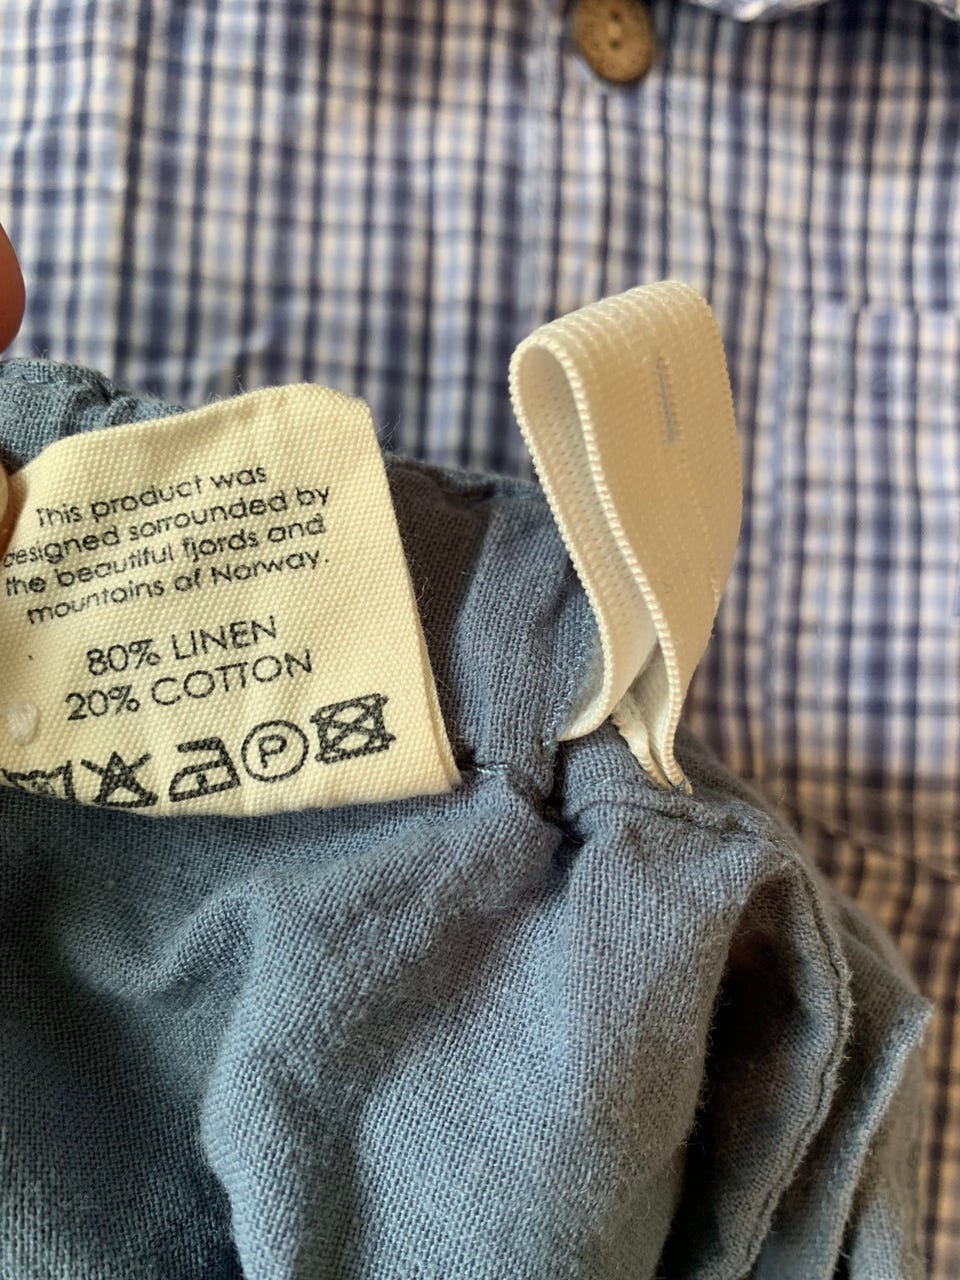 This product was
designed sorrounded by
the beautiful fjords and
mountains of Norway.
80% LINEN
20% COTTON
P